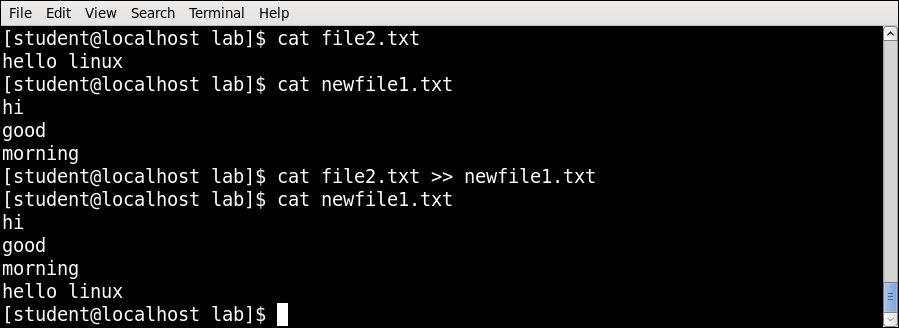 File Edit View Search Terminal Help
[student@localhost lab]$ cat file2.txt
hello linux
[student@localhost lab]$ cat newfile1.txt
hi
good
morning
[student@localhost lab]$ cat file2.txt >> newfile1.txt
[student@localhost lab]$ cat newfile1.txt
hi
good
morning
hello linux
[student@localhost lab]$